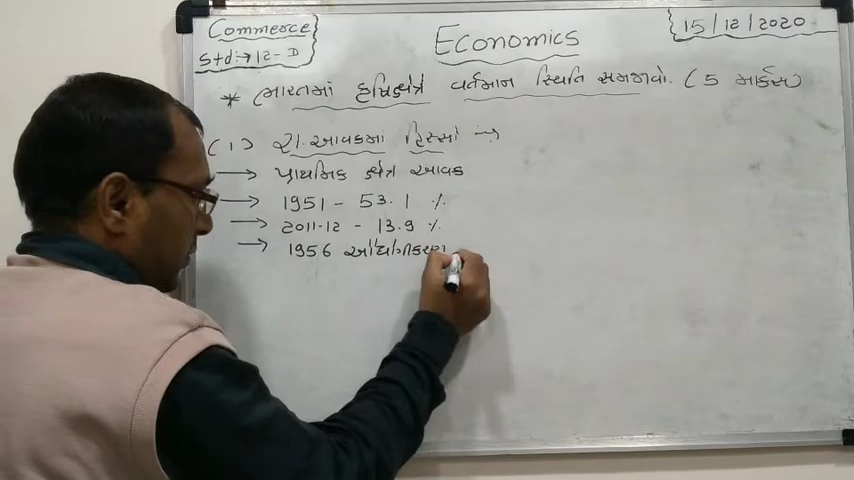 Commerce
Std:→12-D
Economics
15/12/2020
* ભારતમાં કૃષિક્ષેત્રે વર્તમાન સ્થિતિ સમજાવો. (5 માર્કસ)
(1) રા.આવકમાં હિસ્સો →
→ પ્રાથમિક ક્ષેત્ર આવક
→ 1951 - 53.1 %
→ 2011-12 - 13.9 %
→ 1956 ઔદ્યોગીકરણ